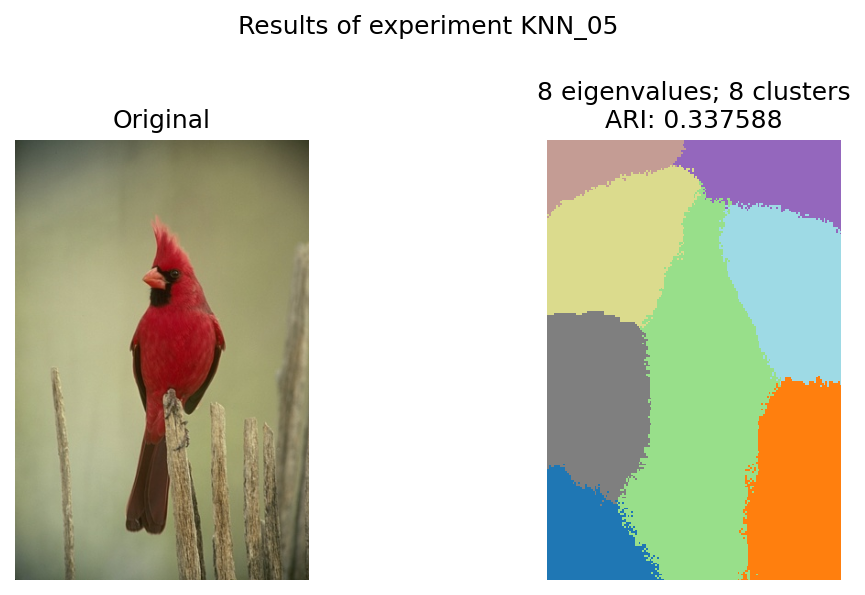 Results of experiment KNN_05
Original
8 eigenvalues; 8 clusters
ARI: 0.337588